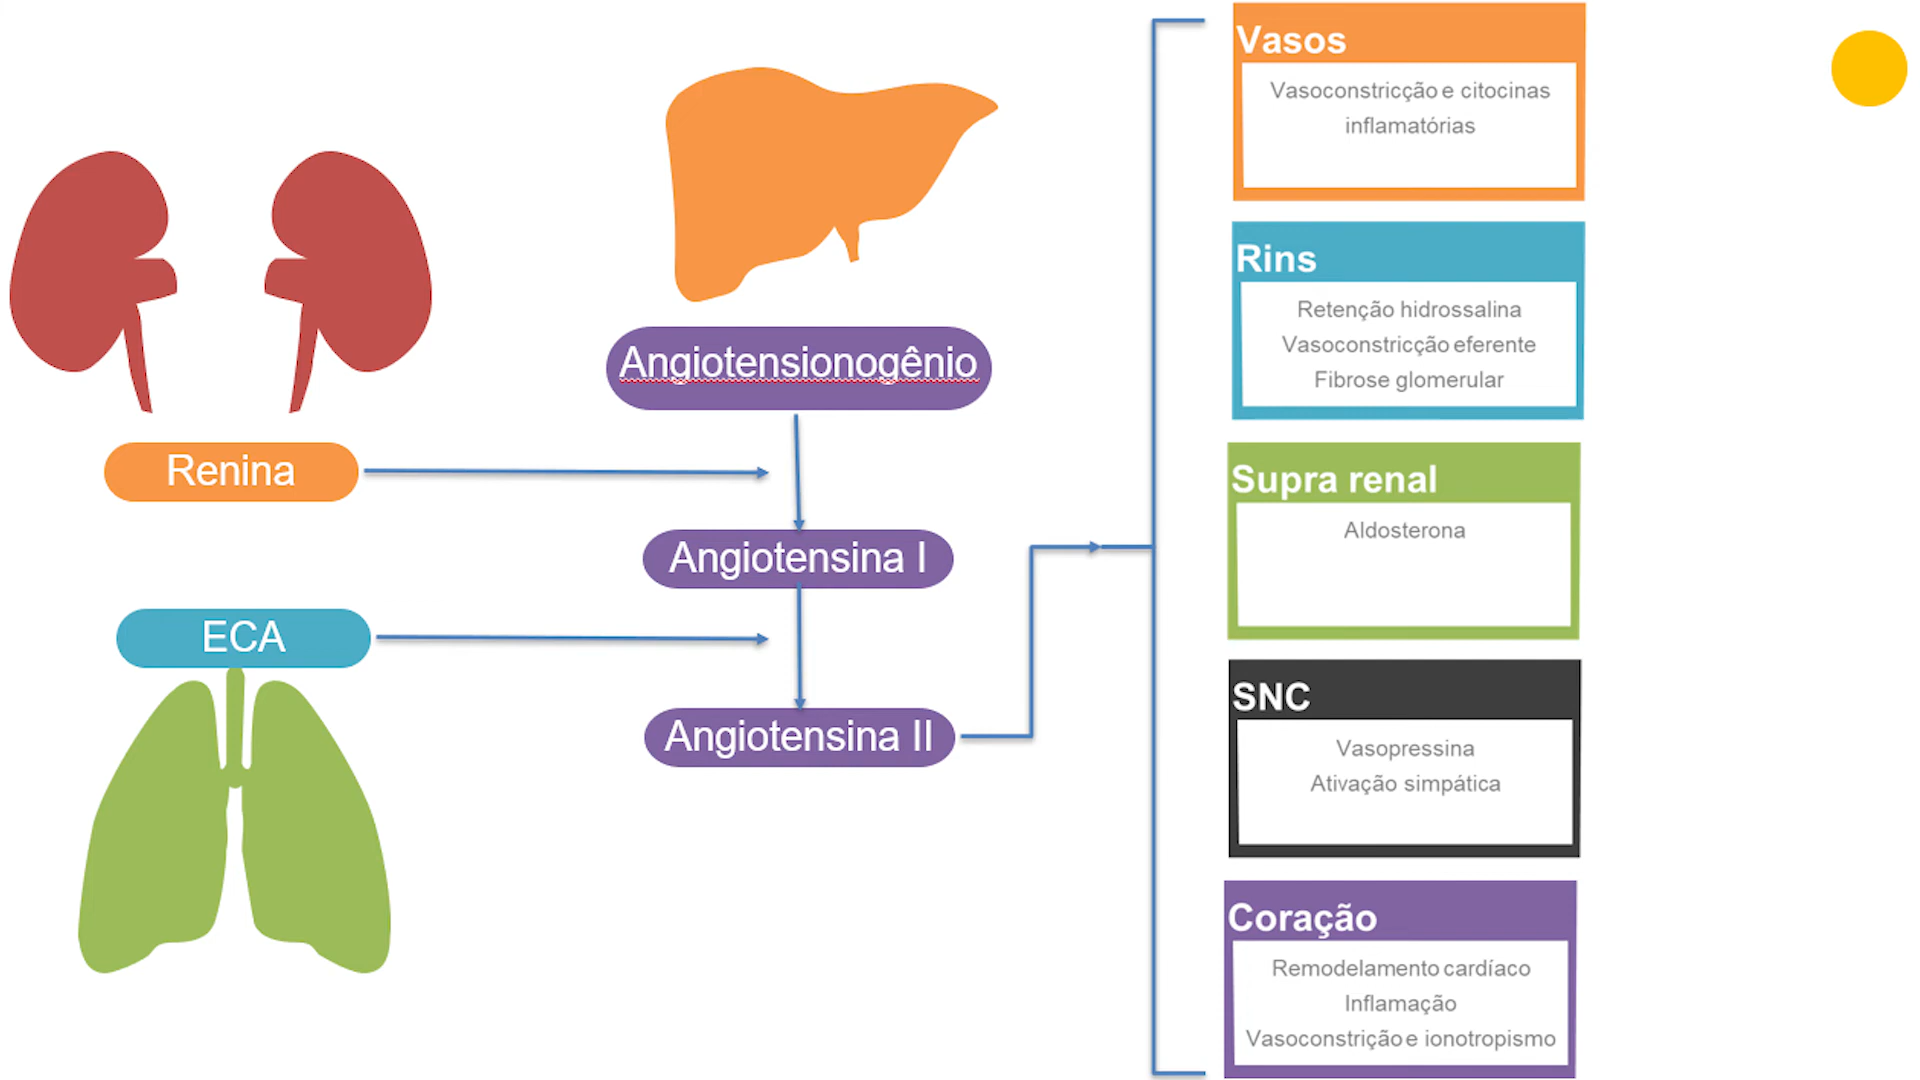 Angiotensionogênio
Renina
Angiotensina I
ECA
Angiotensina II
Vasos
Vasoconstricção e citocinas
inflamatórias
Rins
Retenção hidrossalina
Vasoconstricção eferente
Fibrose glomerular
Supra renal
Aldosterona
SNC
Vasopressina
Ativação simpática
Coração
Remodelamento cardíaco
Inflamação
Vasoconstrição e ionotropismo